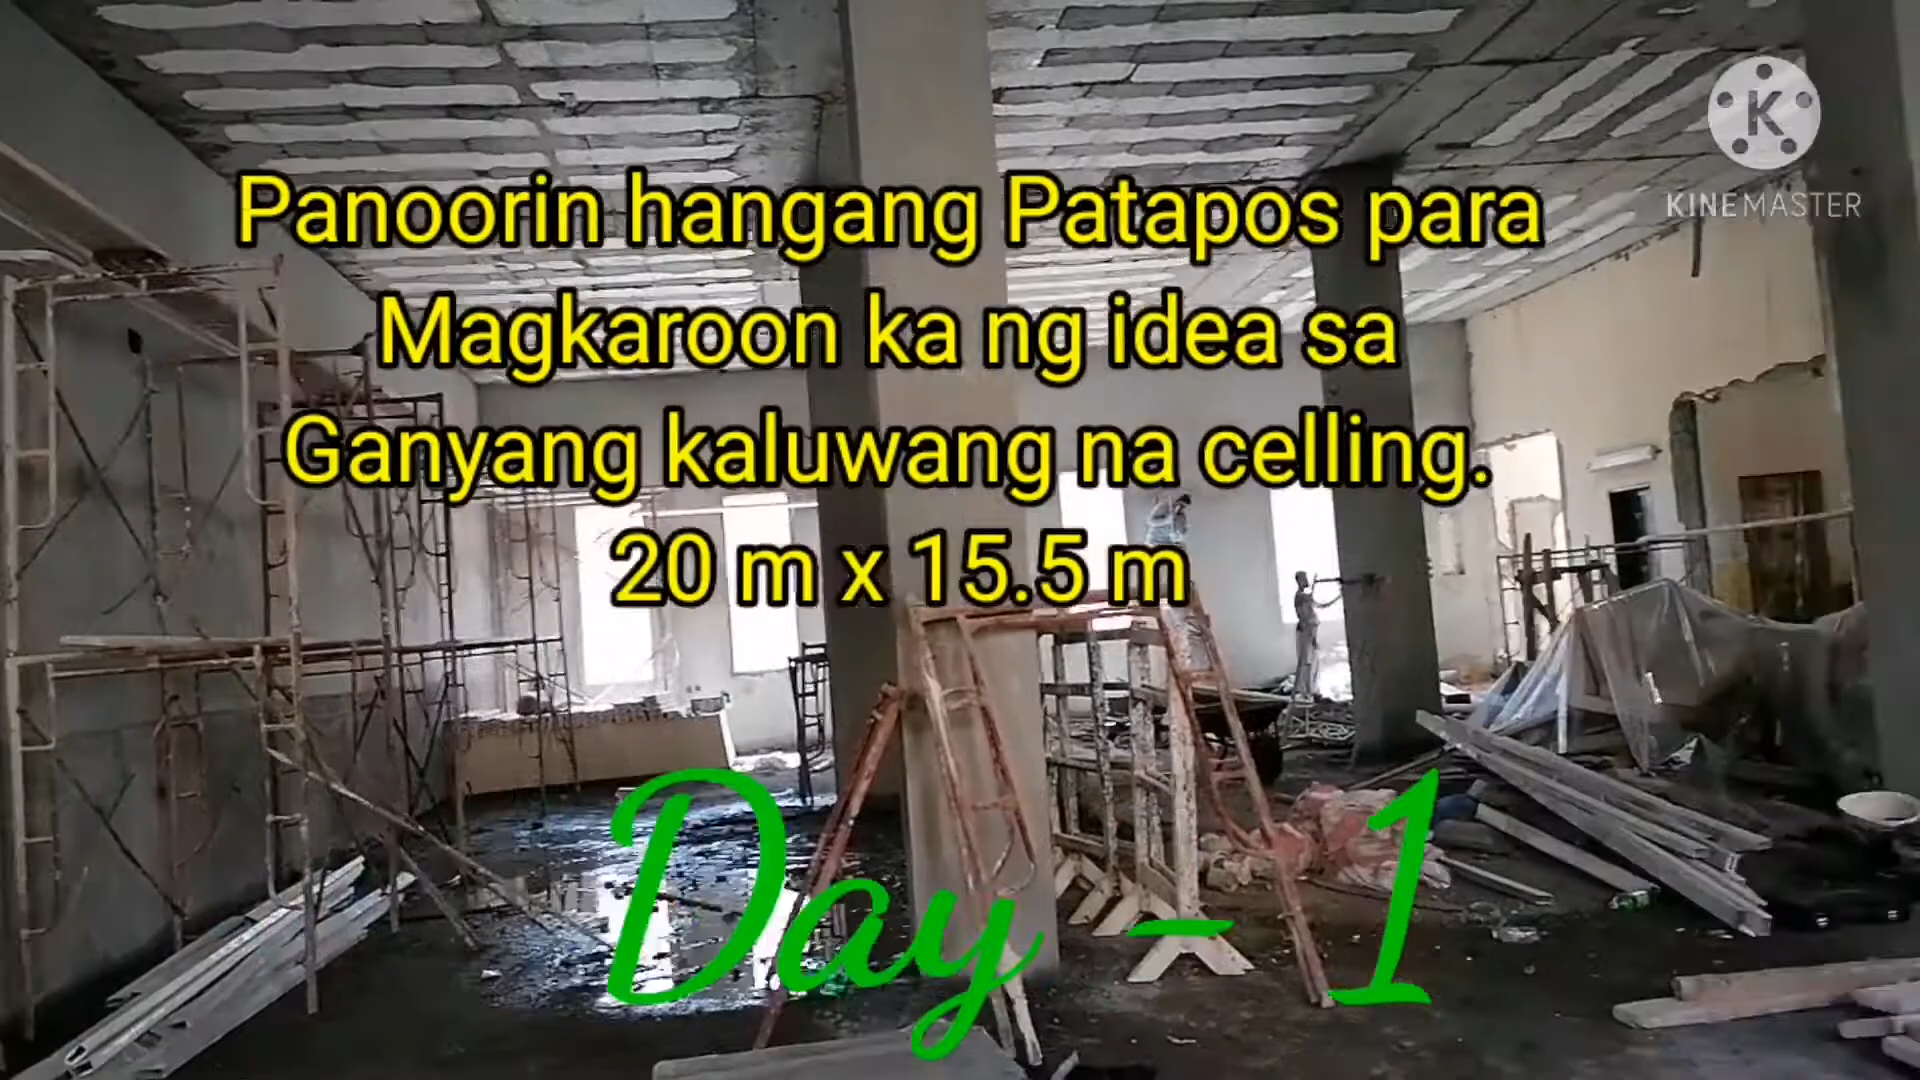 K
KINEMASTER
Panoorin hangang Patapos para
Magkaroon ka ng idea sa
Ganyang kaluwang na celling.
20 m x 15.5 m
Day - 1